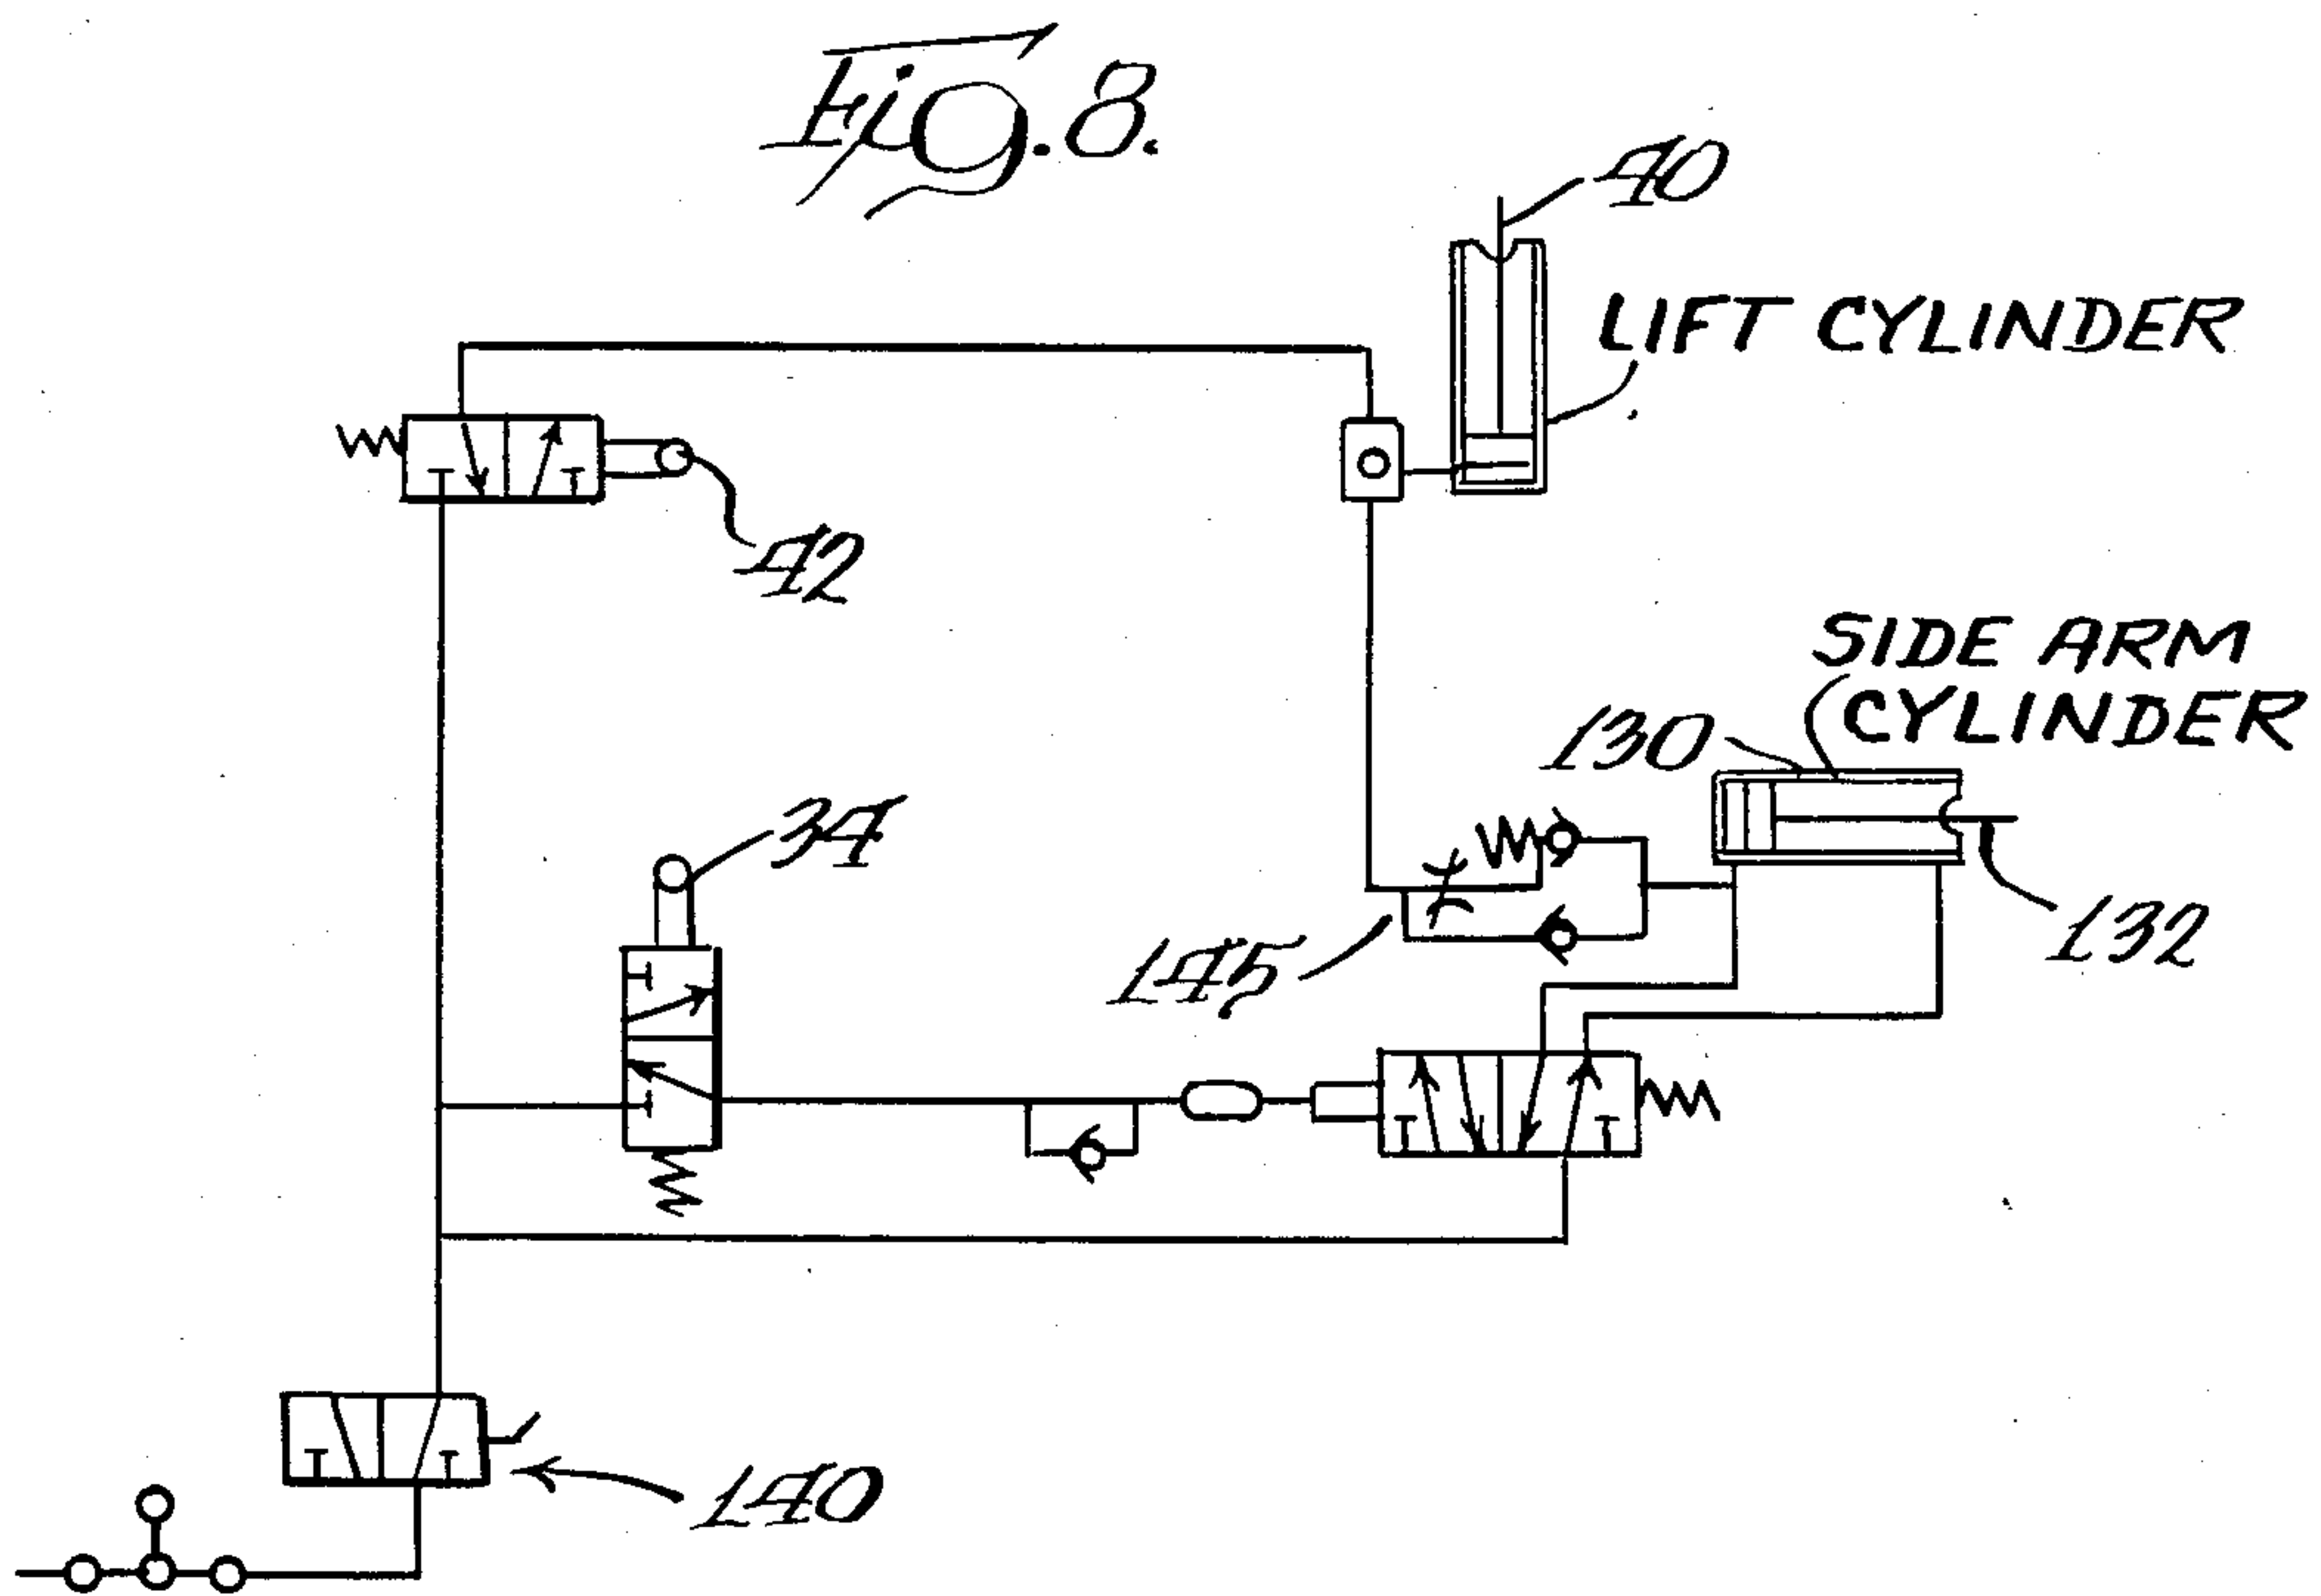 Fig. 8.
40
LIFT CYLINDER
42
SIDE ARM
CYLINDER
130
34
132
145
140